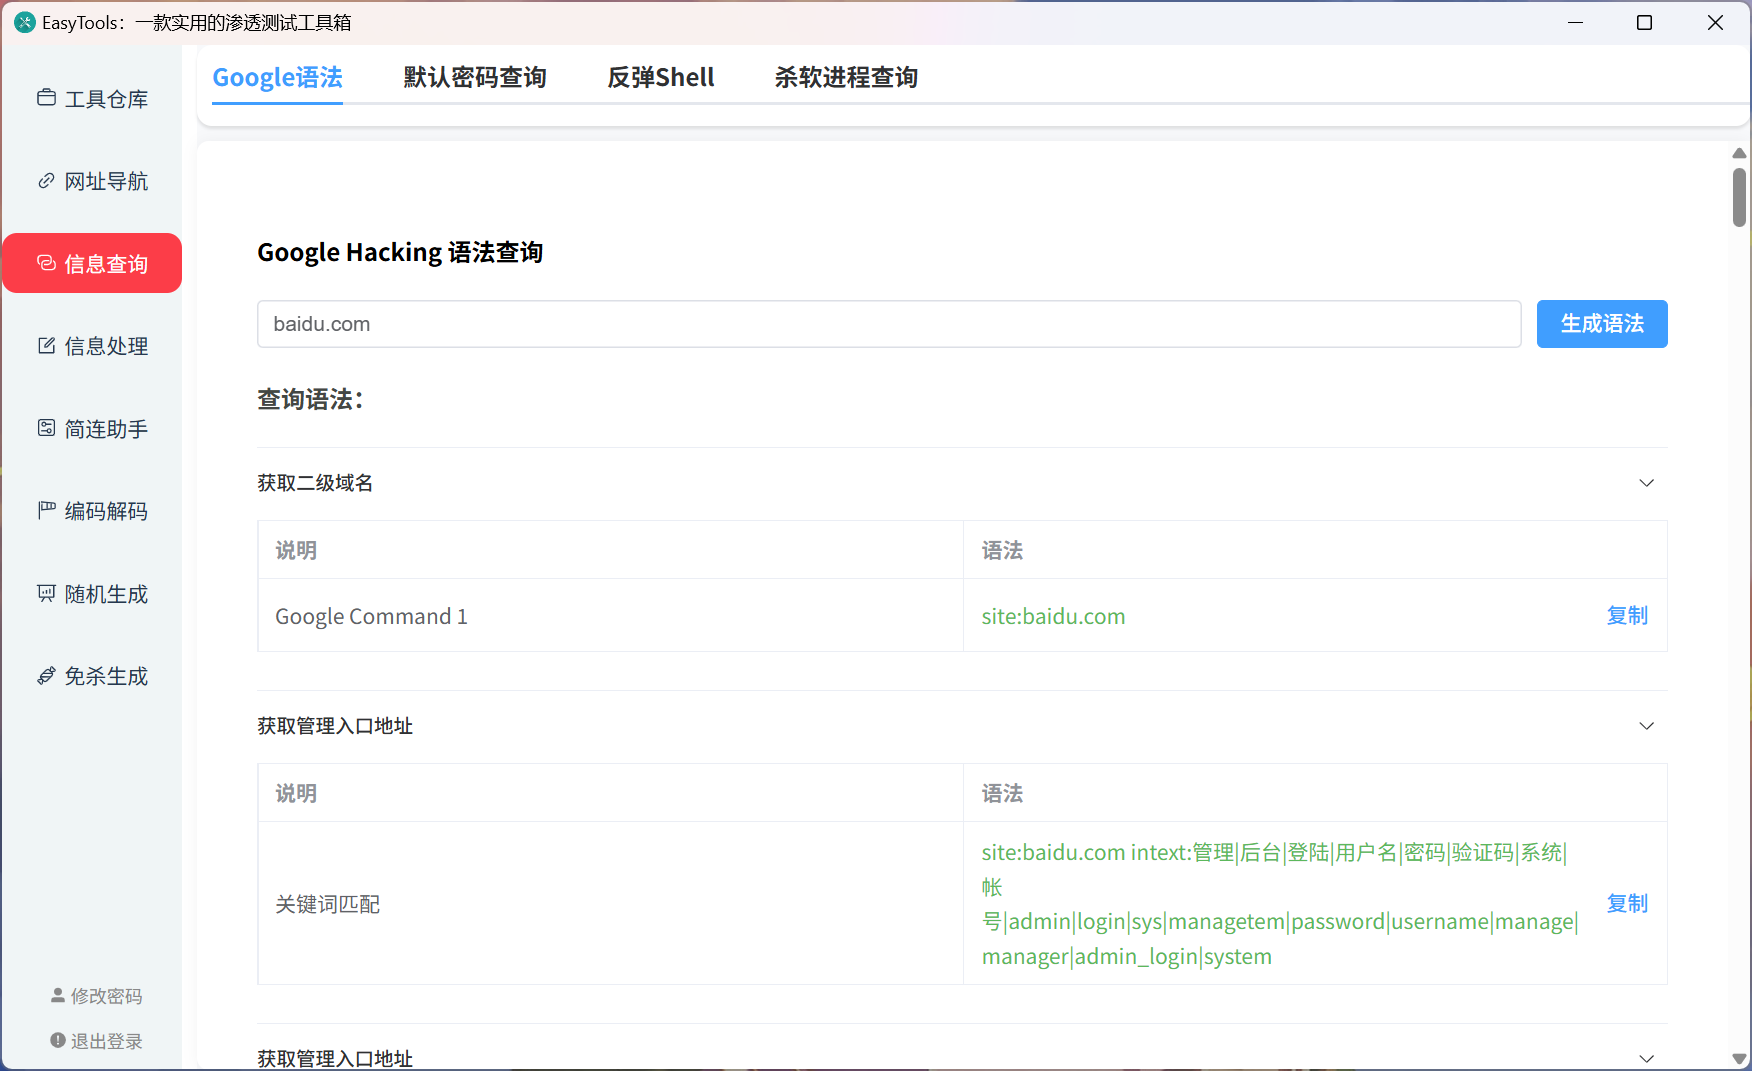 EasyTools：一款实用的渗透测试工具箱
工具仓库
网址导航
信息查询
信息处理
简连助手
编码解码
随机生成
免杀生成
修改密码
退出登录
Google语法
默认密码查询
反弹Shell
杀软进程查询
Google Hacking 语法查询
baidu.com
生成语法
查询语法：
获取二级域名
说明
语法
Google Command 1
site:baidu.com
复制
获取管理入口地址
说明
语法
关键词匹配
site:baidu.com intext:管理|后台|登陆|用户名|密码|验证码|系统|
帐
号|admin|login|sys|managetem|password|username|manage|
manager|admin_login|system
复制
获取管理入口地址